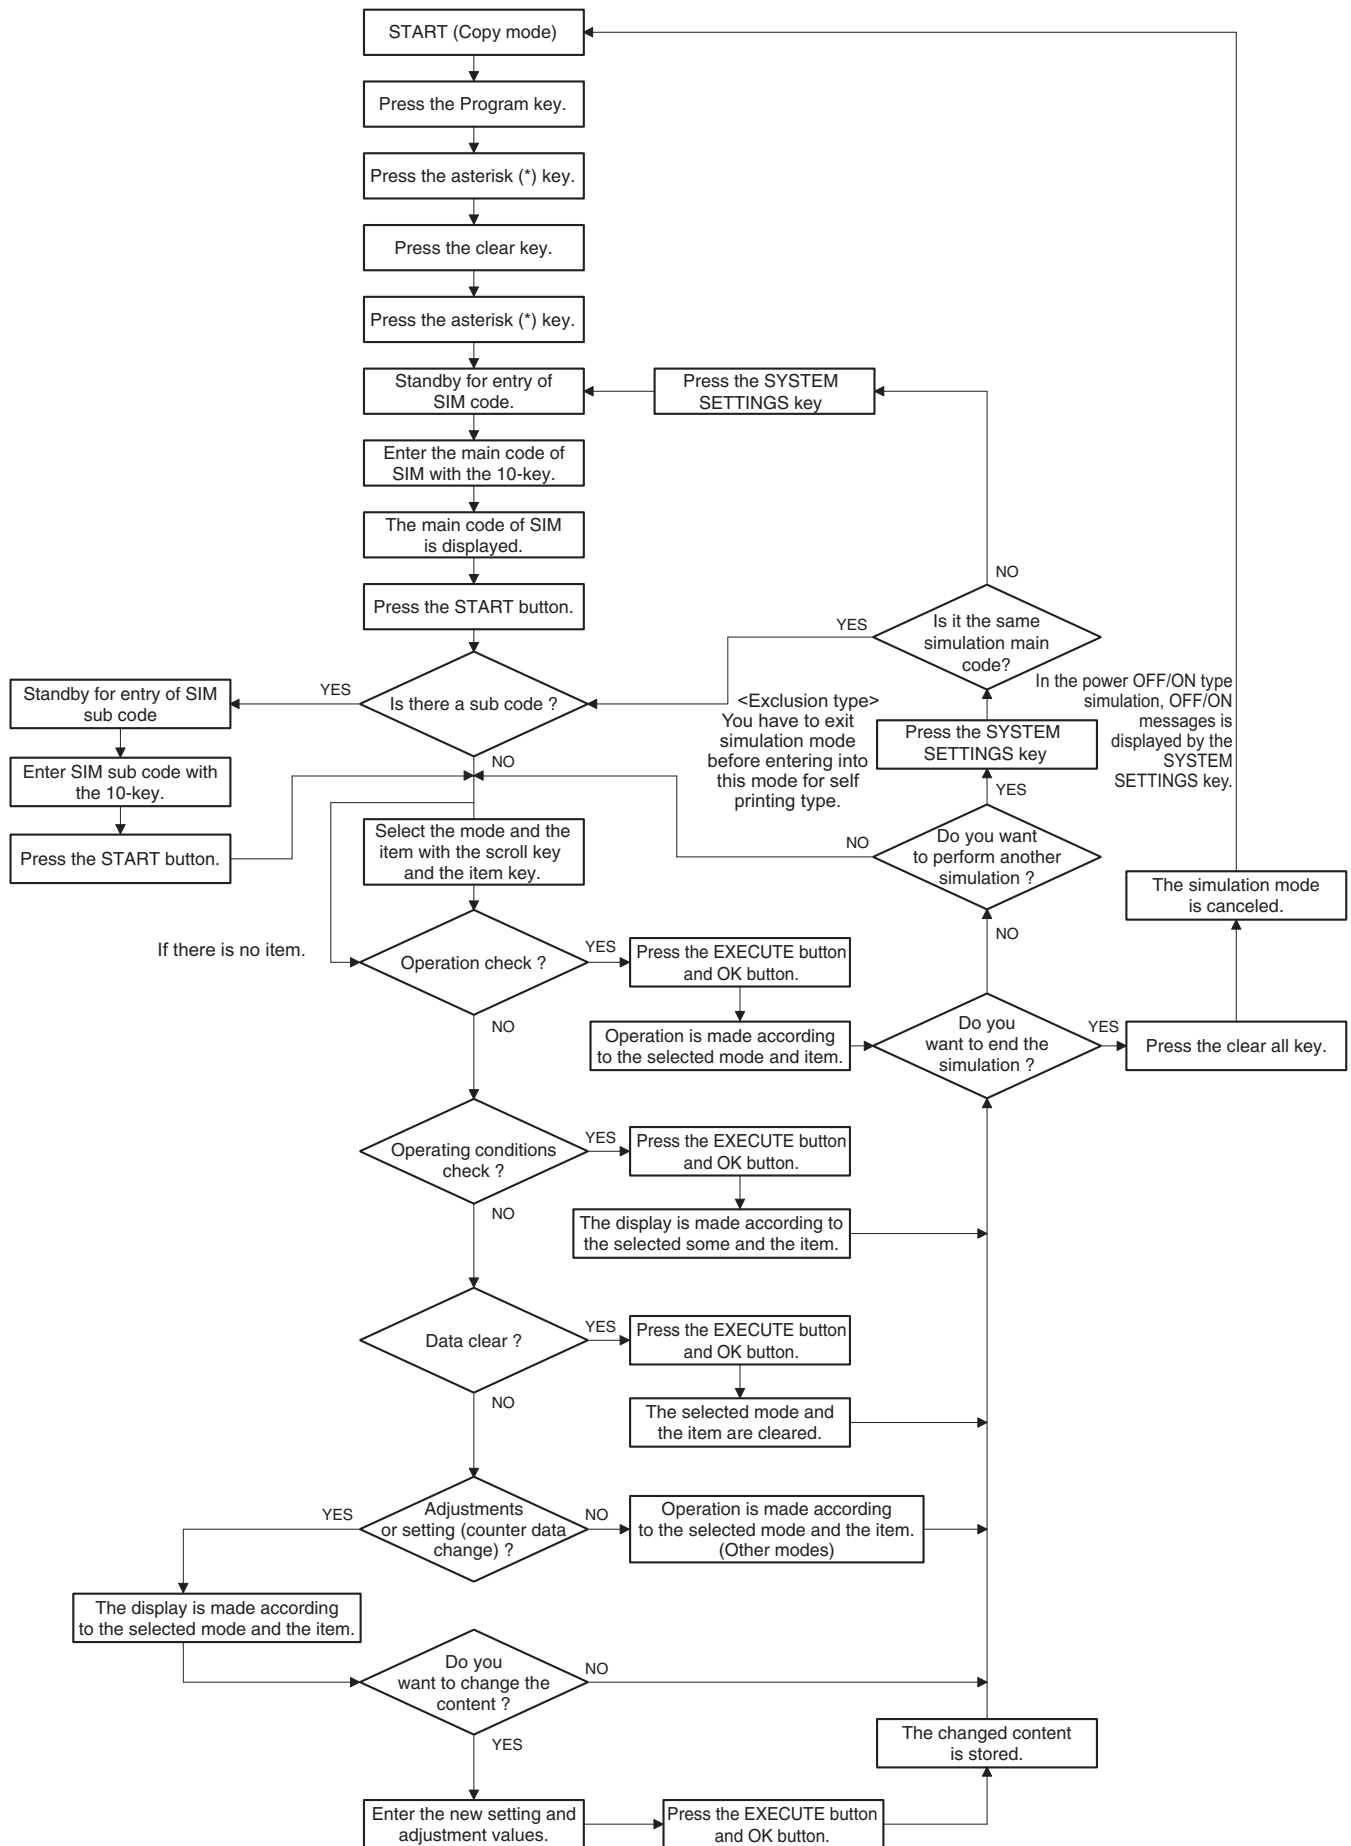 START (Copy mode)
Press the Program key.
Press the asterisk (*) key.
Press the clear key.
Press the asterisk (*) key.
Standby for entry of
SIM code.
Press the SYSTEM
SETTINGS key
Enter the main code of
SIM with the 10-key.
The main code of SIM
is displayed.
Press the START button.
NO
YES
Is it the same
simulation main
code?
Standby for entry of SIM
sub code
YES
Is there a sub code ?
NO
<Exclusion type>
You have to exit
simulation mode
before entering into
this mode for self
printing type.
Press the SYSTEM
SETTINGS key
In the power OFF/ON type
simulation, OFF/ON
messages is
displayed by the
SYSTEM
SETTINGS key.
Enter SIM sub code with
the 10-key.
YES
Press the START button.
Select the mode and the
item with the scroll key
and the item key.
NO
Do you want
to perform another
simulation ?
The simulation mode
is canceled.
NO
If there is no item.
Operation check ?
YES
Press the EXECUTE button
and OK button.
NO
Operation is made according
to the selected mode and item.
Do you
want to end the
simulation ?
YES
Press the clear all key.
Operating conditions
check ?
YES
Press the EXECUTE button
and OK button.
NO
The display is made according to
the selected some and the item.
Data clear ?
YES
Press the EXECUTE button
and OK button.
NO
The selected mode and
the item are cleared.
YES
Adjustments
or setting (counter data
change) ?
NO
Operation is made according
to the selected mode and the item.
(Other modes)
The display is made according
to the selected mode and the item.
Do you
want to change the
content ?
NO
YES
The changed content
is stored.
Enter the new setting and
adjustment values.
Press the EXECUTE button
and OK button.